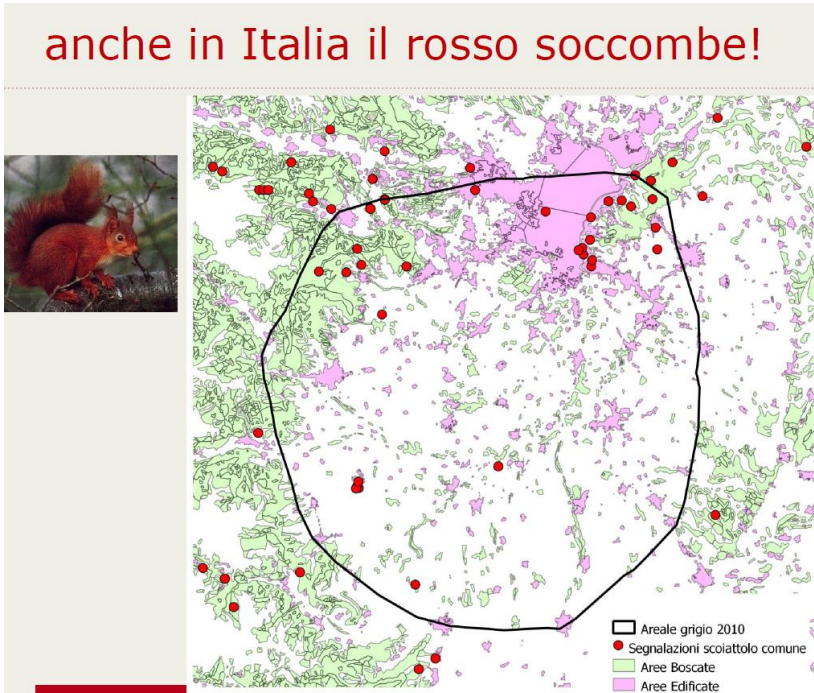 anche in Italia il rosso soccombe!
Areale grigio 2010
Segnalazioni scoiattolo comune
Aree Boscate
Aree Edificate